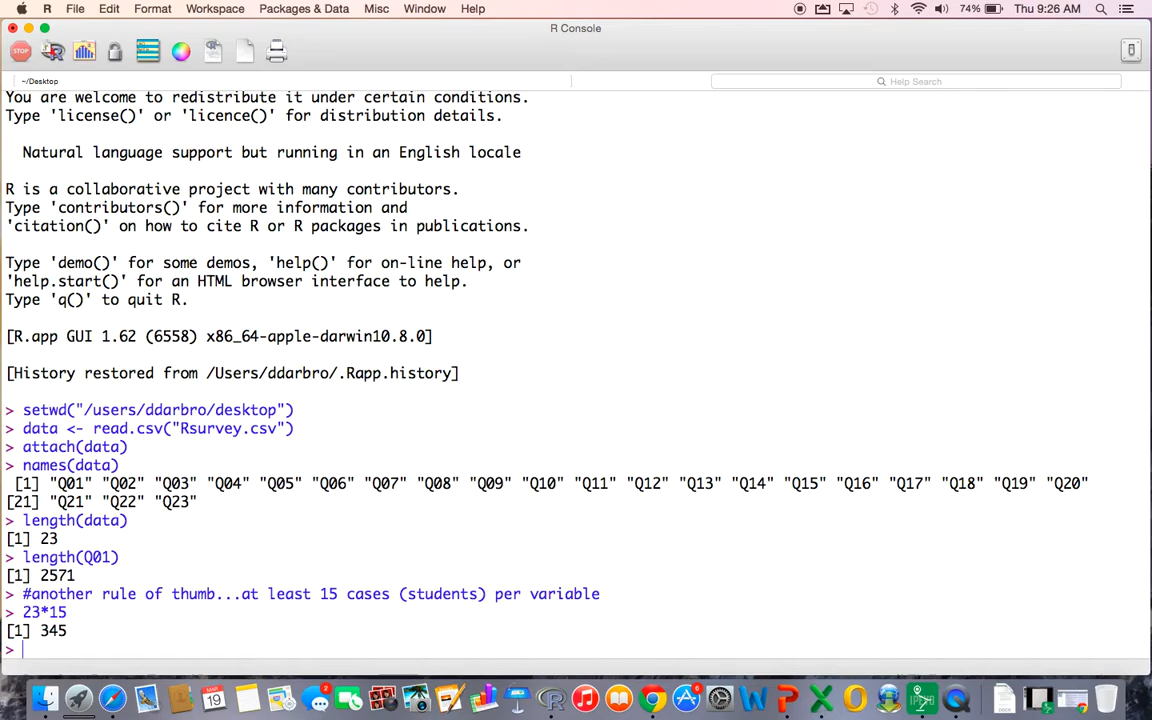 R File Edit Format Workspace Packages & Data Misc Window Help 74% Thu 9:26 AM
R Console
STOP
~/Desktop Help Search
You are welcome to redistribute it under certain conditions.
Type 'license()' or 'licence()' for distribution details.
Natural language support but running in an English locale
R is a collaborative project with many contributors.
Type 'contributors()' for more information and
'citation()' on how to cite R or R packages in publications.
Type 'demo()' for some demos, 'help()' for on-line help, or
'help.start()' for an HTML browser interface to help.
Type 'q()' to quit R.
[R.app GUI 1.62 (6558) x86_64-apple-darwin10.8.0]
[History restored from /Users/ddarbro/.Rapp.history]
> setwd("/users/ddarbro/desktop")
> data <- read.csv("Rsurvey.csv")
> attach(data)
> names(data)
[1] "Q01" "Q02" "Q03" "Q04" "Q05" "Q06" "Q07" "Q08" "Q09" "Q10" "Q11" "Q12" "Q13" "Q14" "Q15" "Q16" "Q17" "Q18" "Q19" "Q20"
[21] "Q21" "Q22" "Q23"
> length(data)
[1] 23
> length(Q01)
[1] 2571
> #another rule of thumb...at least 15 cases (students) per variable
> 23*15
[1] 345
>